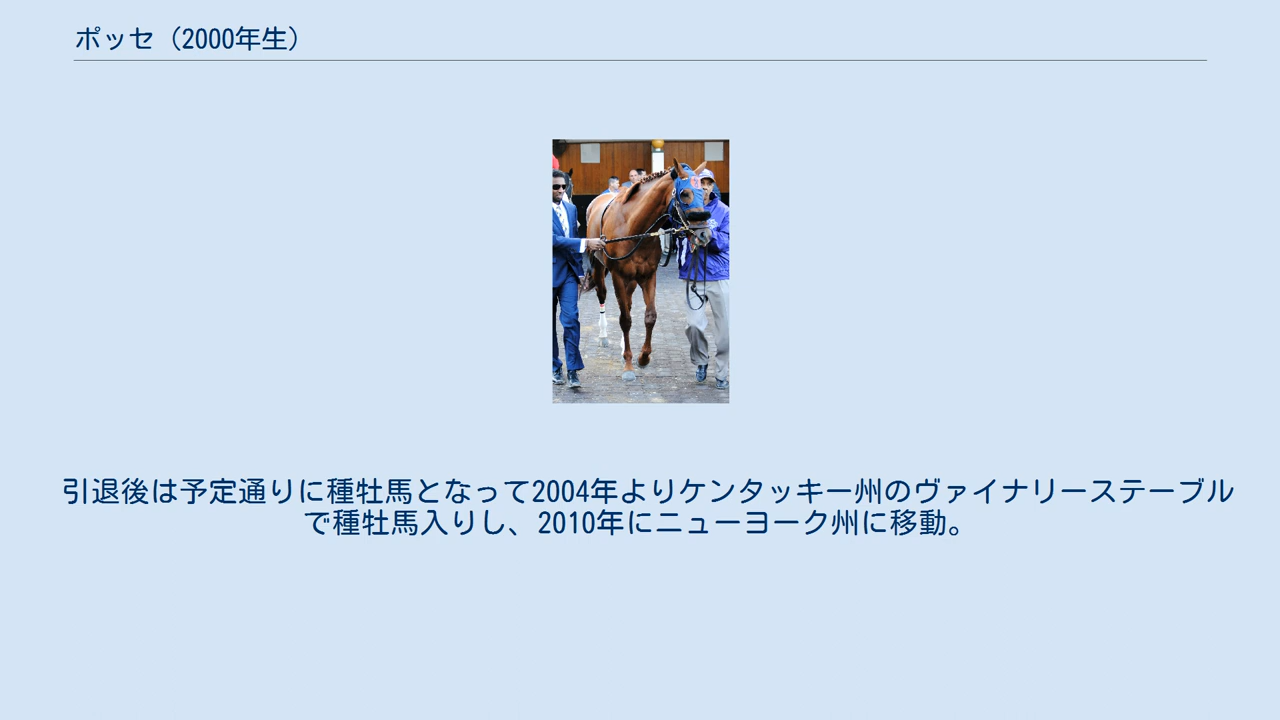 ポッセ（2000年生）
引退後は予定通りに種牡馬となって2004年よりケンタッキー州のヴァイナリーステーブル
で種牡馬入りし、2010年にニューヨーク州に移動。